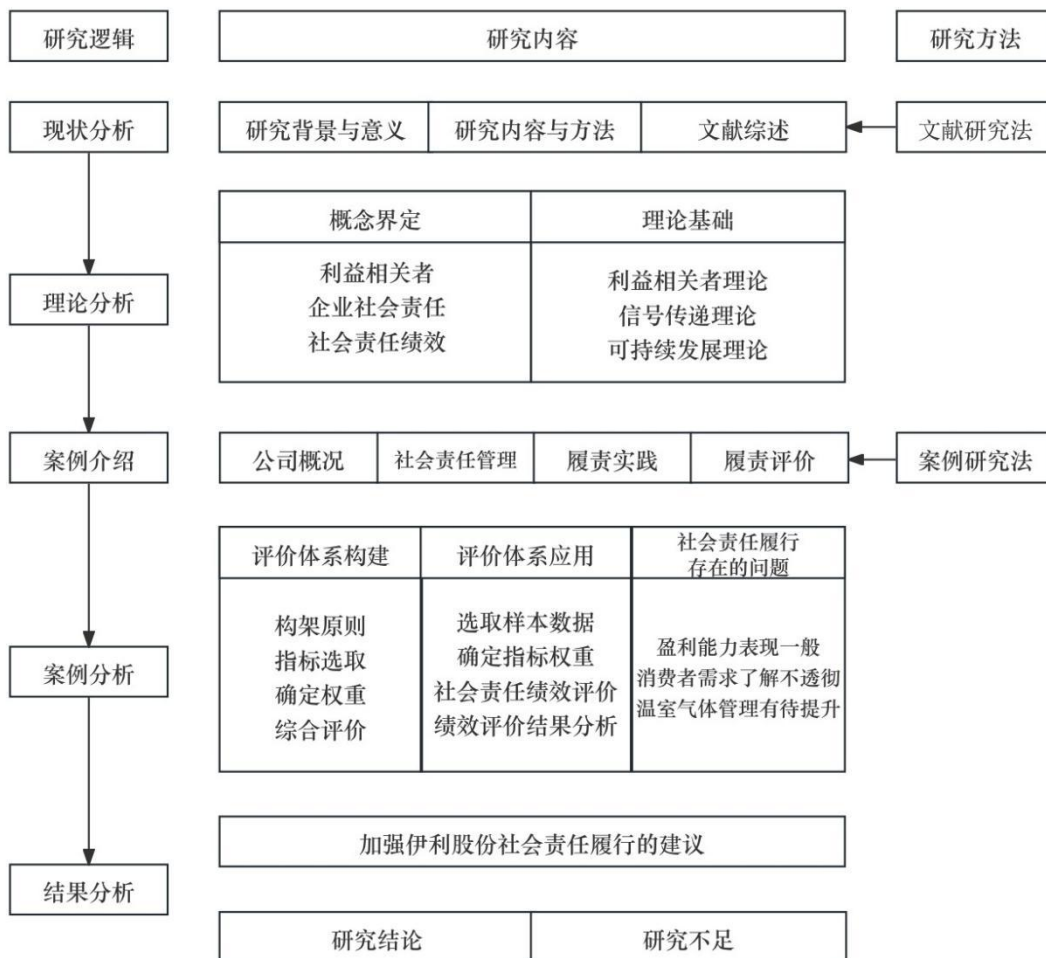 研究逻辑
研究内容
研究方法
现状分析
研究背景与意义
研究内容与方法
文献综述
文献研究法
概念界定
理论基础
理论分析
利益相关者
企业社会责任
社会责任绩效
利益相关者理论
信号传递理论
可持续发展理论
案例介绍
公司概况
社会责任管理
履责实践
履责评价
案例研究法
评价体系构建
评价体系应用
社会责任履行
存在的问题
案例分析
构架原则
指标选取
确定权重
综合评价
选取样本数据
确定指标权重
社会责任绩效评价
绩效评价结果分析
盈利能力表现一般
消费者需求了解不透彻
温室气体管理有待提升
加强伊利股份社会责任履行的建议
结果分析
研究结论
研究不足